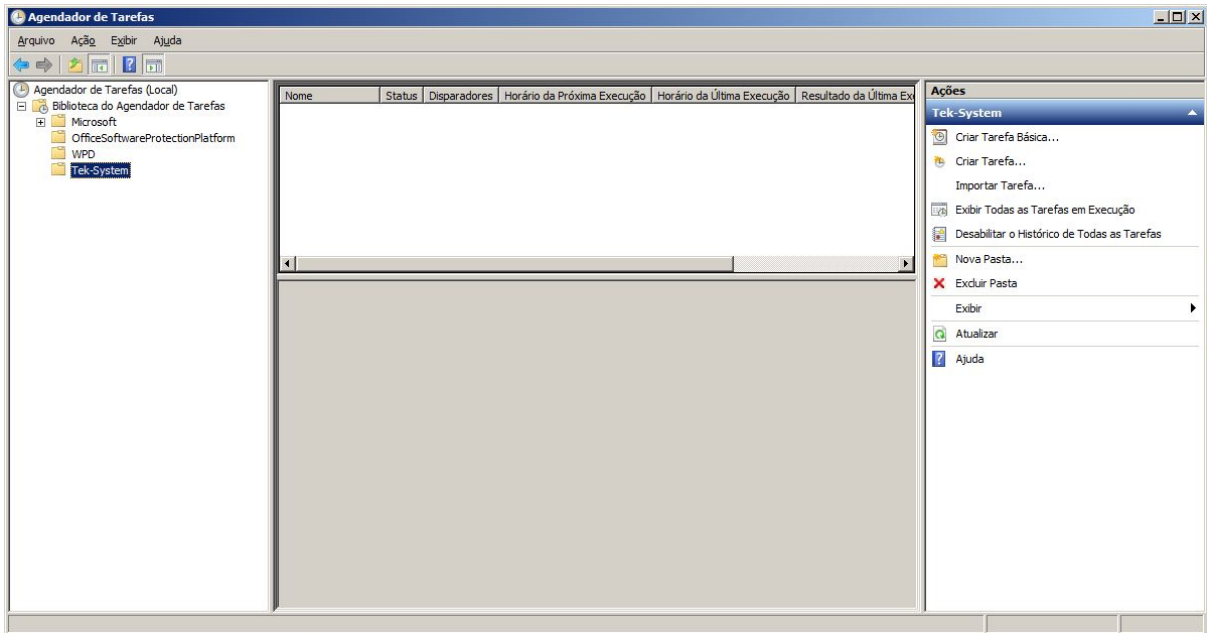 Agendador de Tarefas
Arquivo Ação Exibir Ajuda
Agendador de Tarefas (Local)
Biblioteca do Agendador de Tarefas
Microsoft
OfficeSoftwareProtectionPlatform
WPD
Tek-System
Nome Status Disparadores Horário da Próxima Execução Horário da Última Execução Resultado da Última Exe
Ações
Tek-System
Criar Tarefa Básica...
Criar Tarefa...
Importar Tarefa...
Exibir Todas as Tarefas em Execução
Desabilitar o Histórico de Todas as Tarefas
Nova Pasta...
Excluir Pasta
Exibir
Atualizar
Ajuda